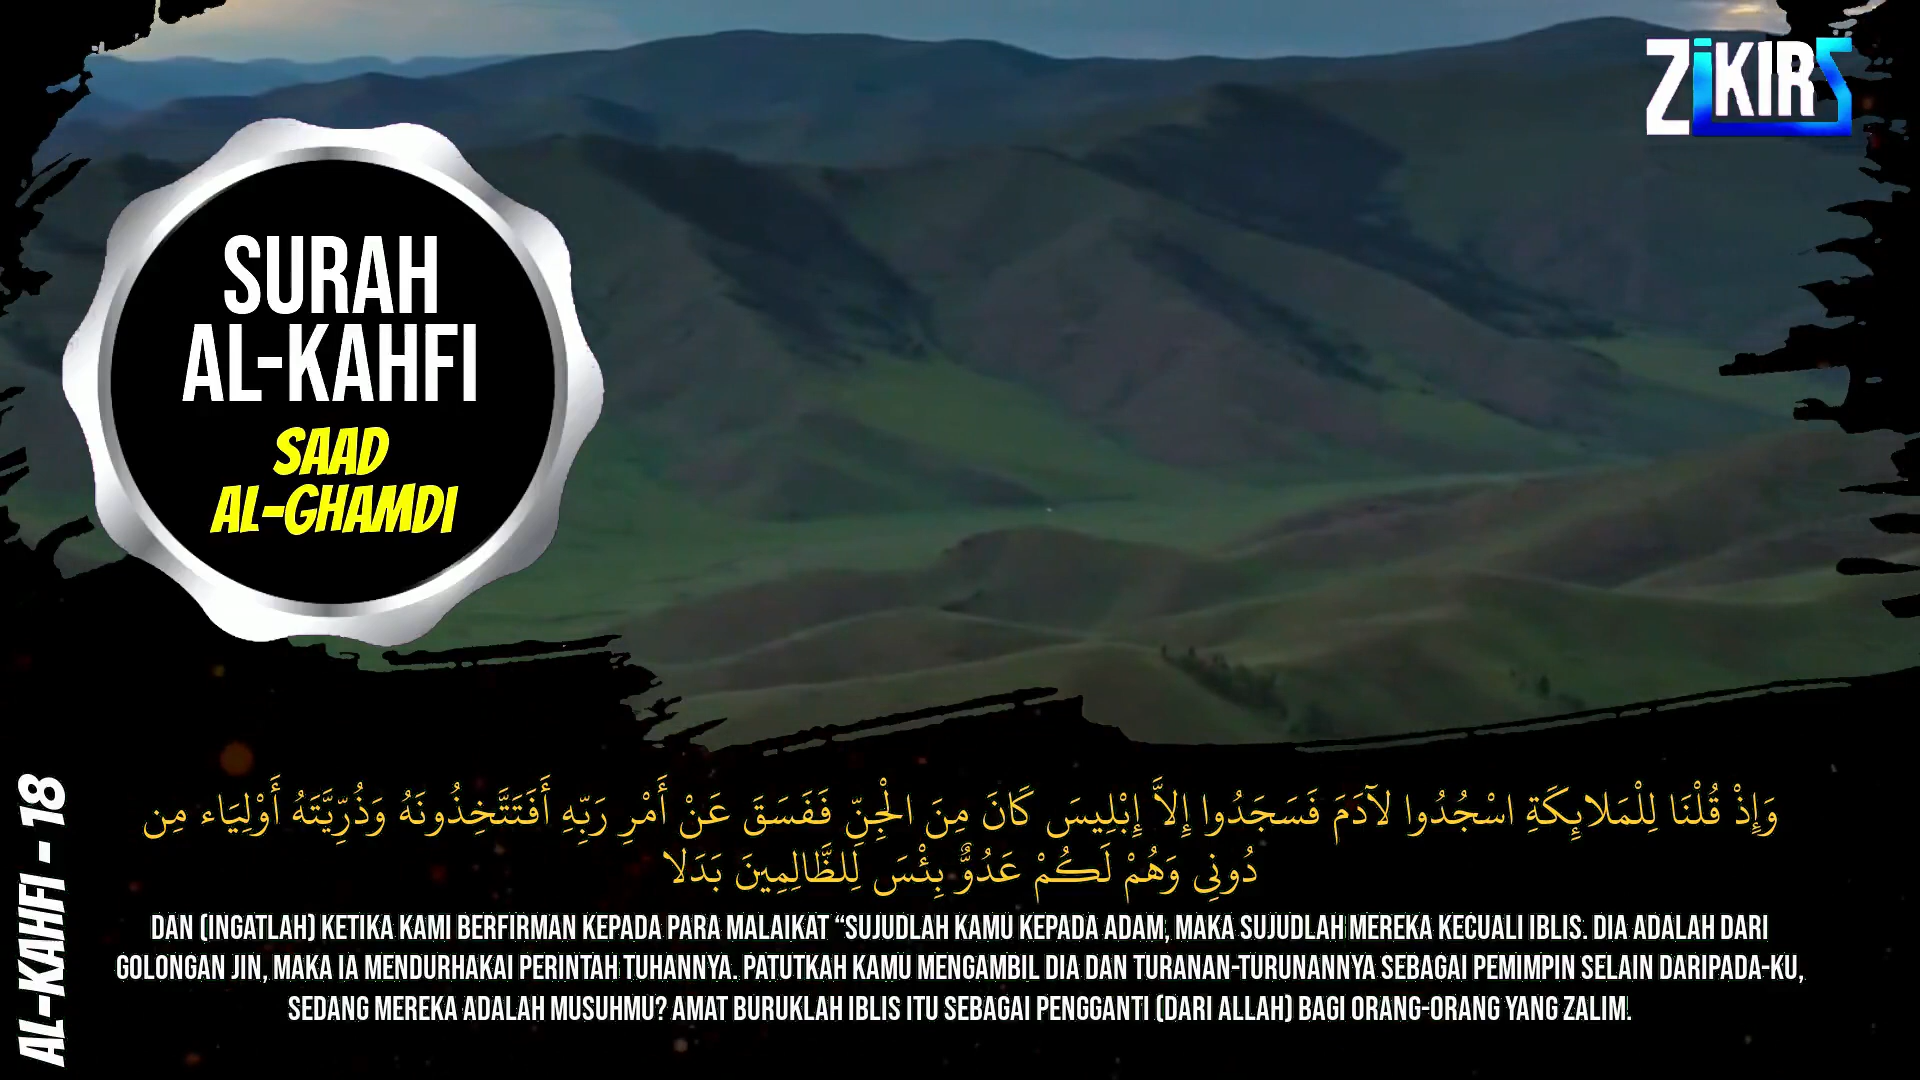 ZIKIRS
SURAH
AL-KAHFI
SAAD
AL-GHAMDI
AL-KAHFI - 18
وَإِذْ قُلْنَا لِلْمَلائِكَةِ اسْجُدُوا لآدَمَ فَسَجَدُوا إِلاَّ إِبْلِيسَ كَانَ مِنَ الْجِنِّ فَفَسَقَ عَنْ أَمْرِ رَبِّهِ أَفَتَتَّخِذُونَهُ وَذُرِّيَّتَهُ أَوْلِيَاء مِن
دُونِي وَهُمْ لَكُمْ عَدُوٌّ بِئْسَ لِلظَّالِمِينَ بَدَلا
DAN (INGATLAH) KETIKA KAMI BERFIRMAN KEPADA PARA MALAIKAT “SUJUDLAH KAMU KEPADA ADAM, MAKA SUJUDLAH MEREKA KECUALI IBLIS. DIA ADALAH DARI
GOLONGAN JIN, MAKA IA MENDURHAKAI PERINTAH TUHANNYA. PATUTKAH KAMU MENGAMBIL DIA DAN TURANAN-TURUNANNYA SEBAGAI PEMIMPIN SELAIN DARIPADA-KU,
SEDANG MEREKA ADALAH MUSUHMU? AMAT BURUKLAH IBLIS ITU SEBAGAI PENGGANTI (DARI ALLAH) BAGI ORANG-ORANG YANG ZALIM.